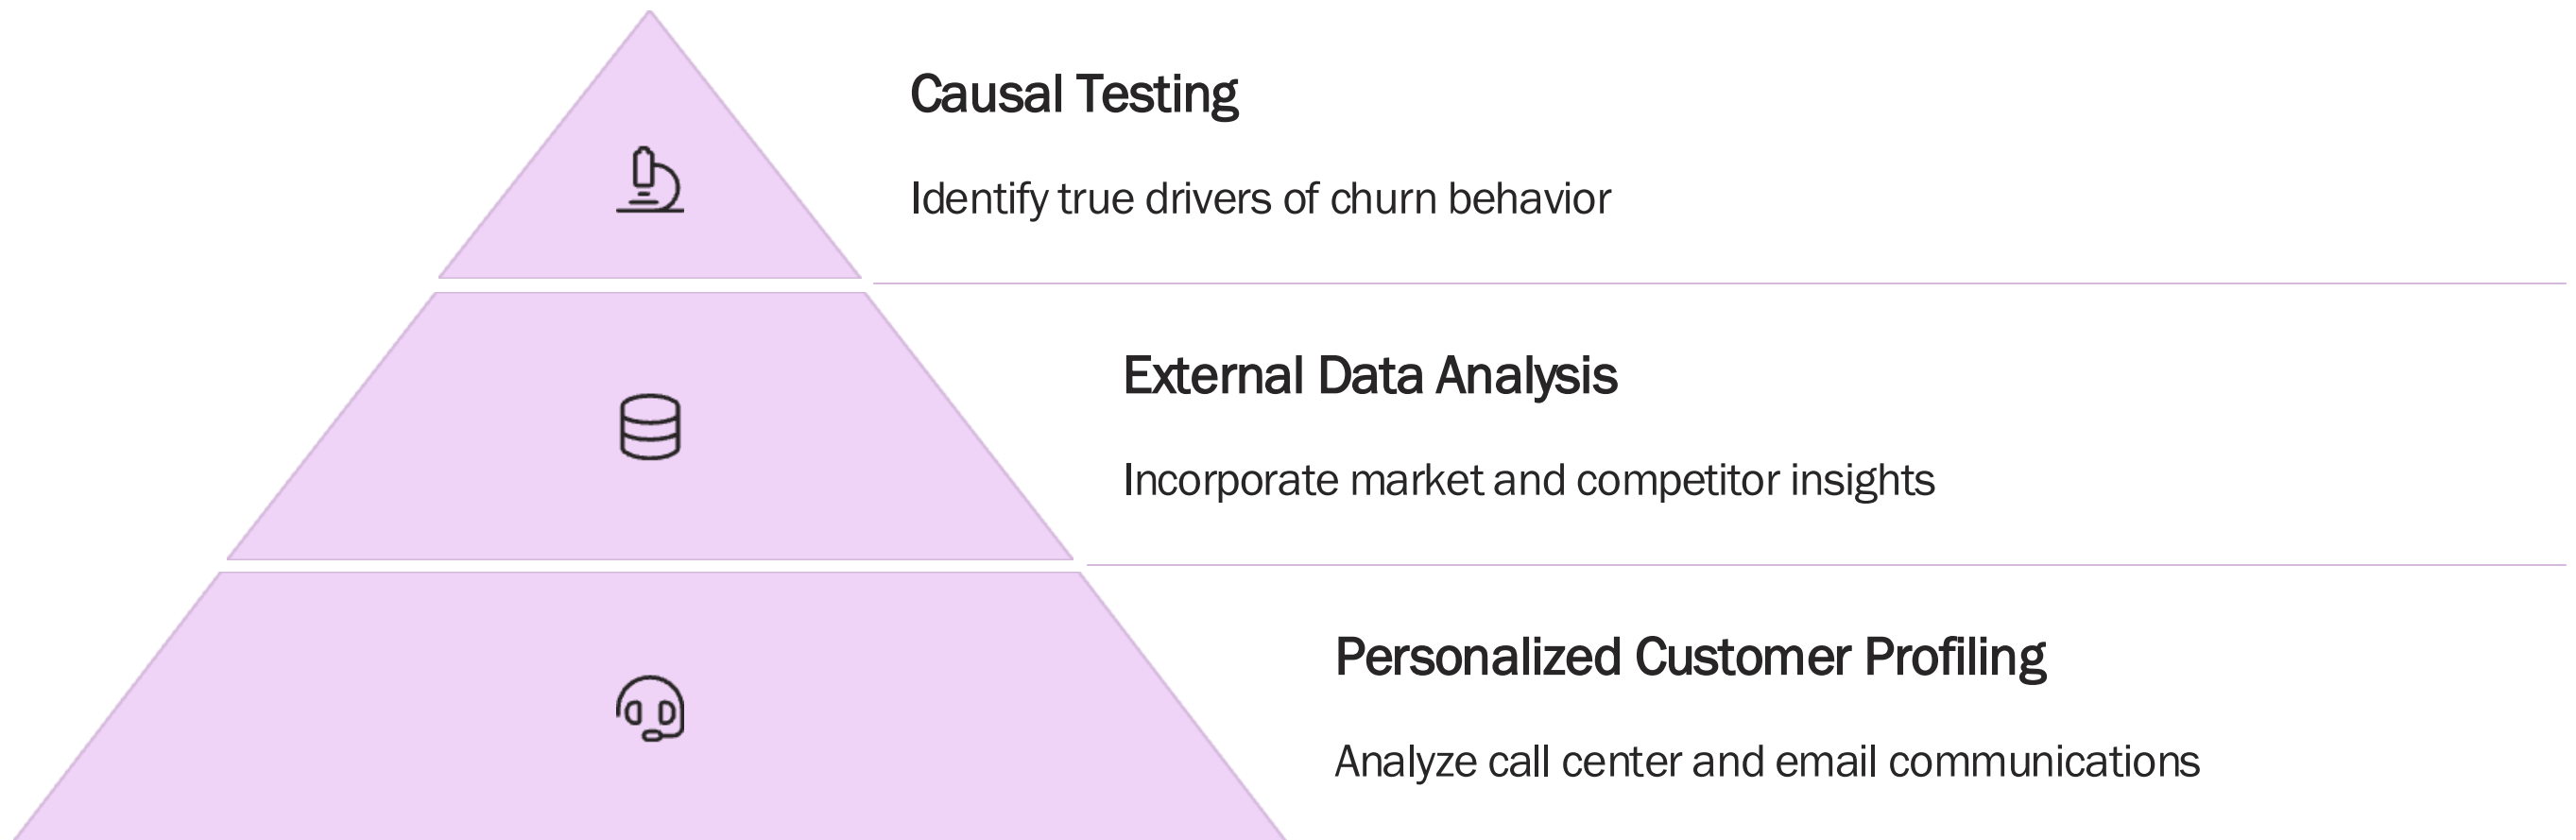 Causal Testing
Identify true drivers of churn behavior
External Data Analysis
Incorporate market and competitor insights
Personalized Customer Profiling
Analyze call center and email communications